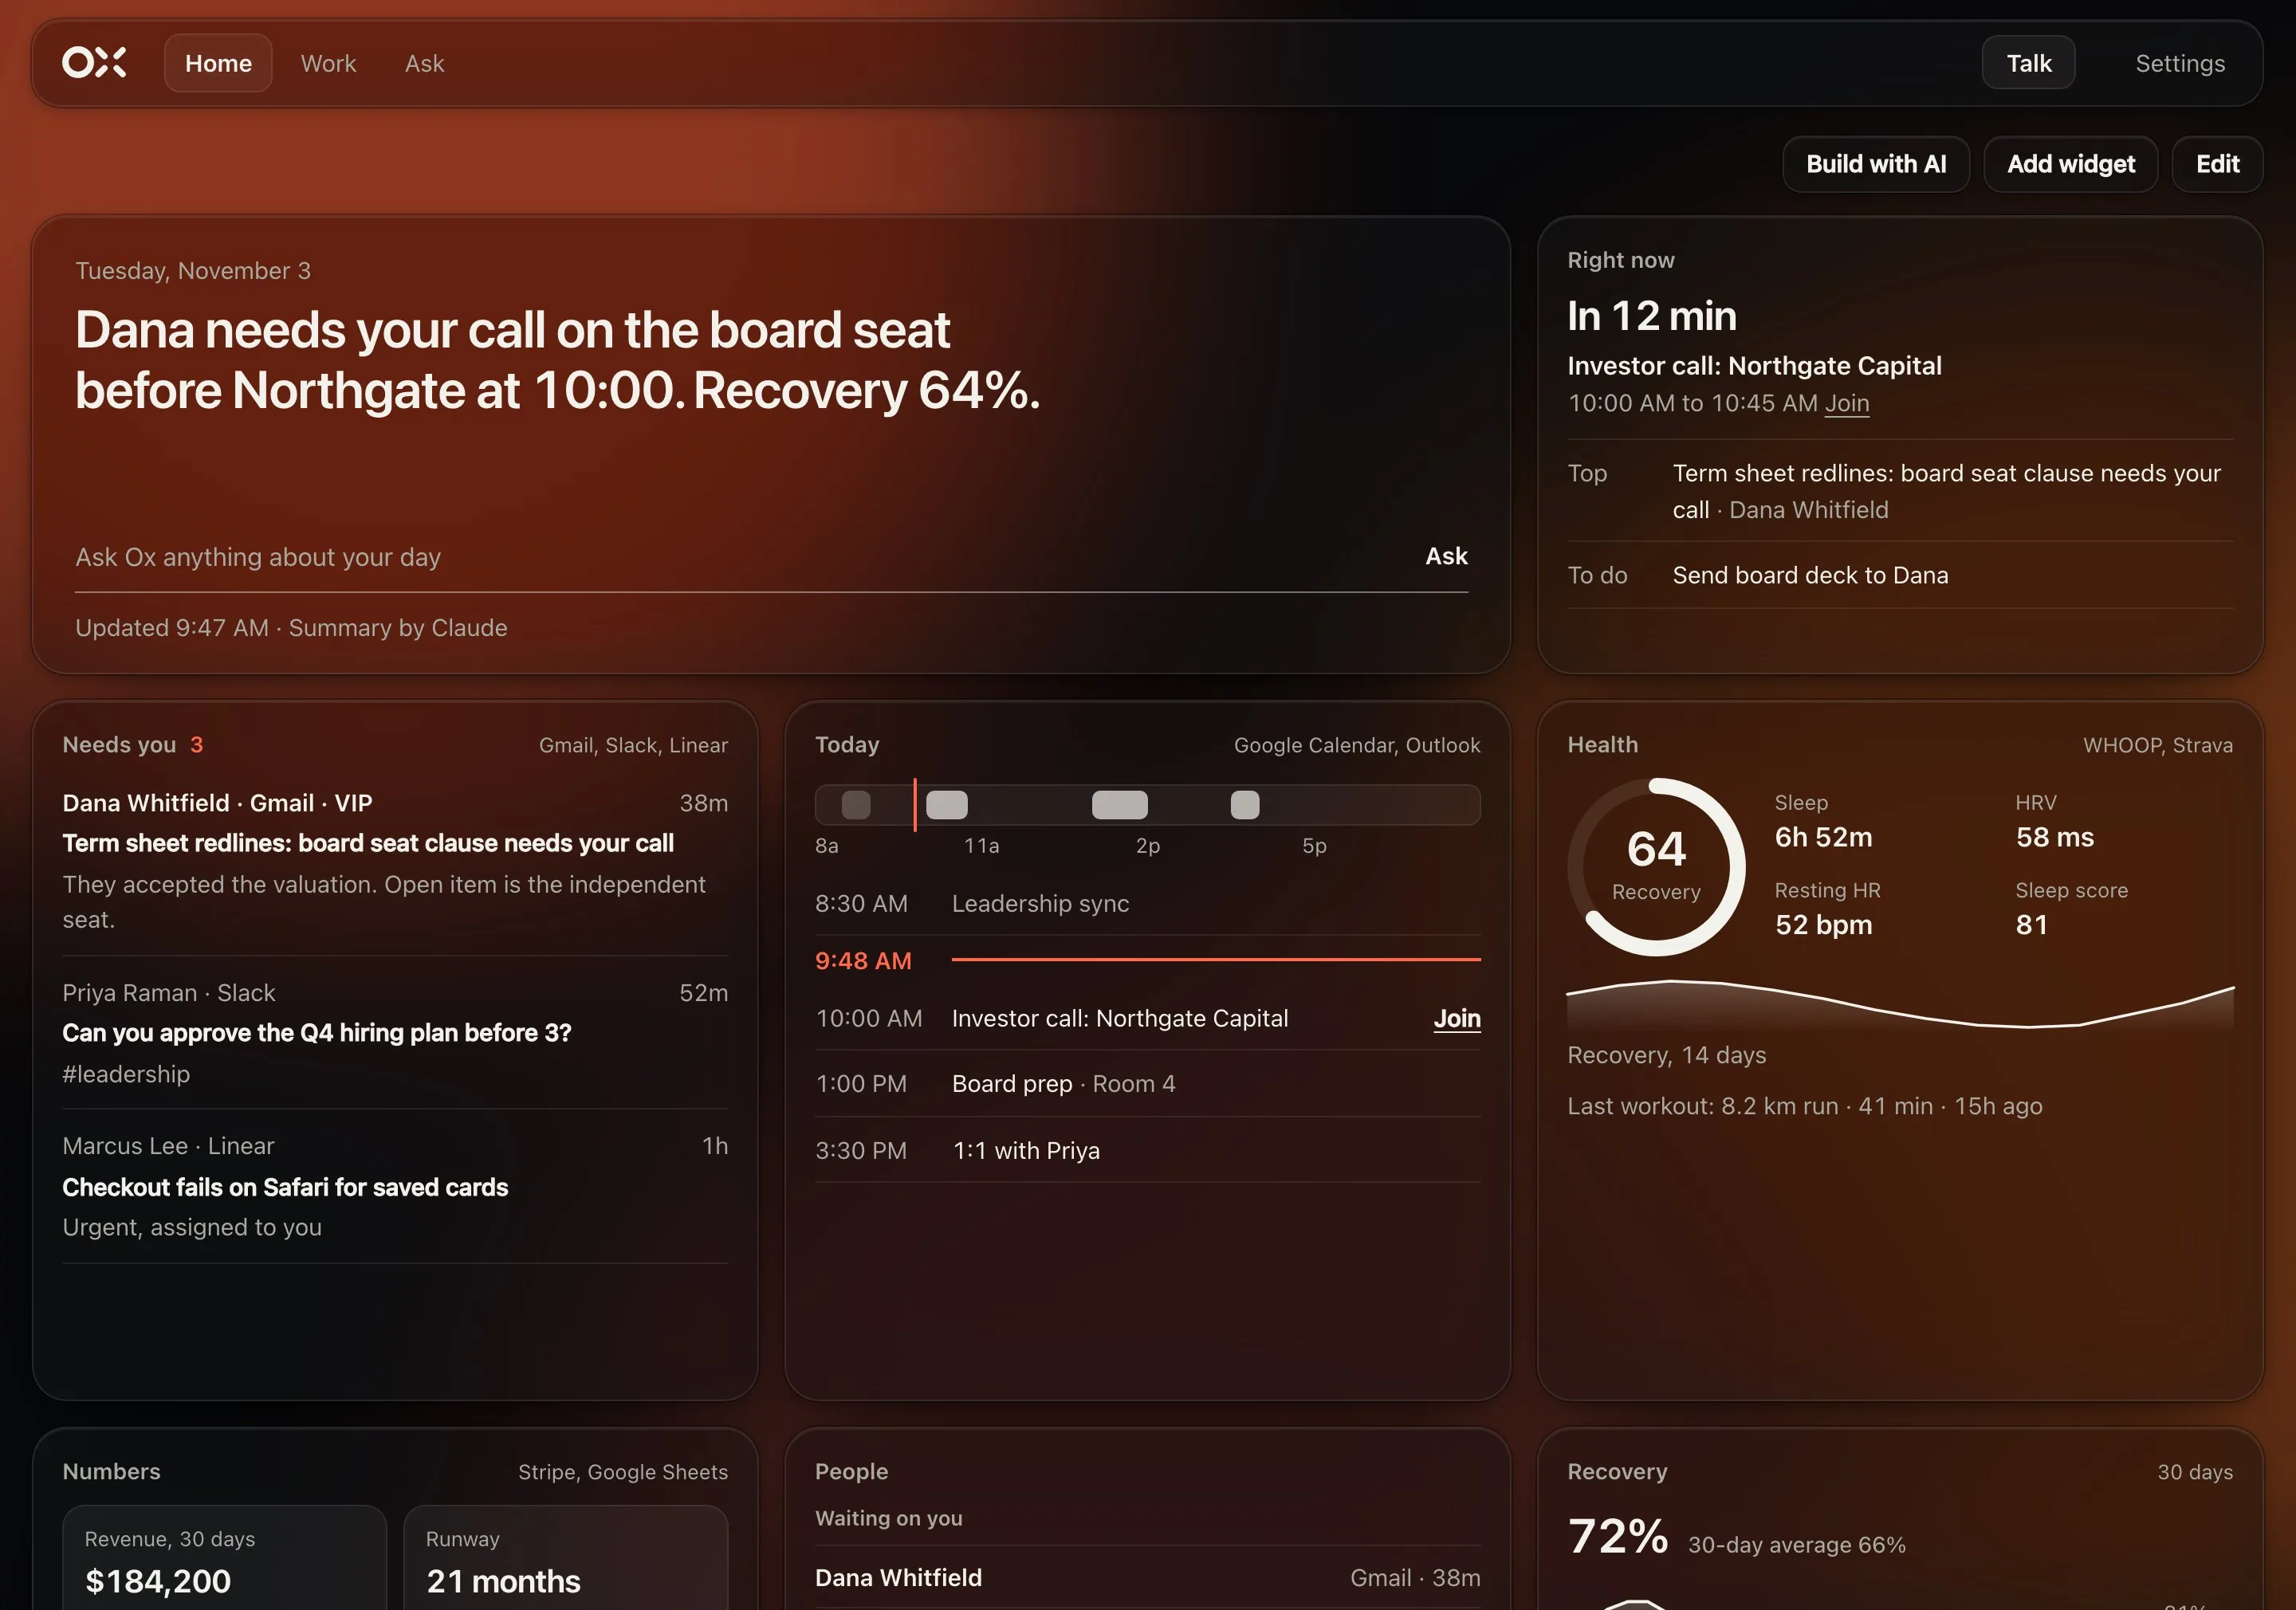 OX
Home
Work
Ask
Talk
Settings
Build with AI
Add widget
Edit
Tuesday, November 3
Dana needs your call on the board seat
before Northgate at 10:00. Recovery 64%.
Ask Ox anything about your day
Ask
Updated 9:47 AM · Summary by Claude
Right now
In 12 min
Investor call: Northgate Capital
10:00 AM to 10:45 AM Join
Top
Term sheet redlines: board seat clause needs your
call · Dana Whitfield
To do
Send board deck to Dana
Needs you 3
Gmail, Slack, Linear
Dana Whitfield · Gmail · VIP
38m
Term sheet redlines: board seat clause needs your call
They accepted the valuation. Open item is the independent
seat.
Priya Raman · Slack
52m
Can you approve the Q4 hiring plan before 3?
#leadership
Marcus Lee · Linear
1h
Checkout fails on Safari for saved cards
Urgent, assigned to you
Today
Google Calendar, Outlook
8a
11a
2p
5p
8:30 AM
Leadership sync
9:48 AM
10:00 AM
Investor call: Northgate Capital
Join
1:00 PM
Board prep · Room 4
3:30 PM
1:1 with Priya
Health
WHOOP, Strava
64
Recovery
Sleep
6h 52m
HRV
58 ms
Resting HR
52 bpm
Sleep score
81
Recovery, 14 days
Last workout: 8.2 km run · 41 min · 15h ago
Numbers
Stripe, Google Sheets
Revenue, 30 days
$184,200
Runway
21 months
People
Waiting on you
Dana Whitfield
Gmail · 38m
Recovery
30 days
72%
30-day average 66%